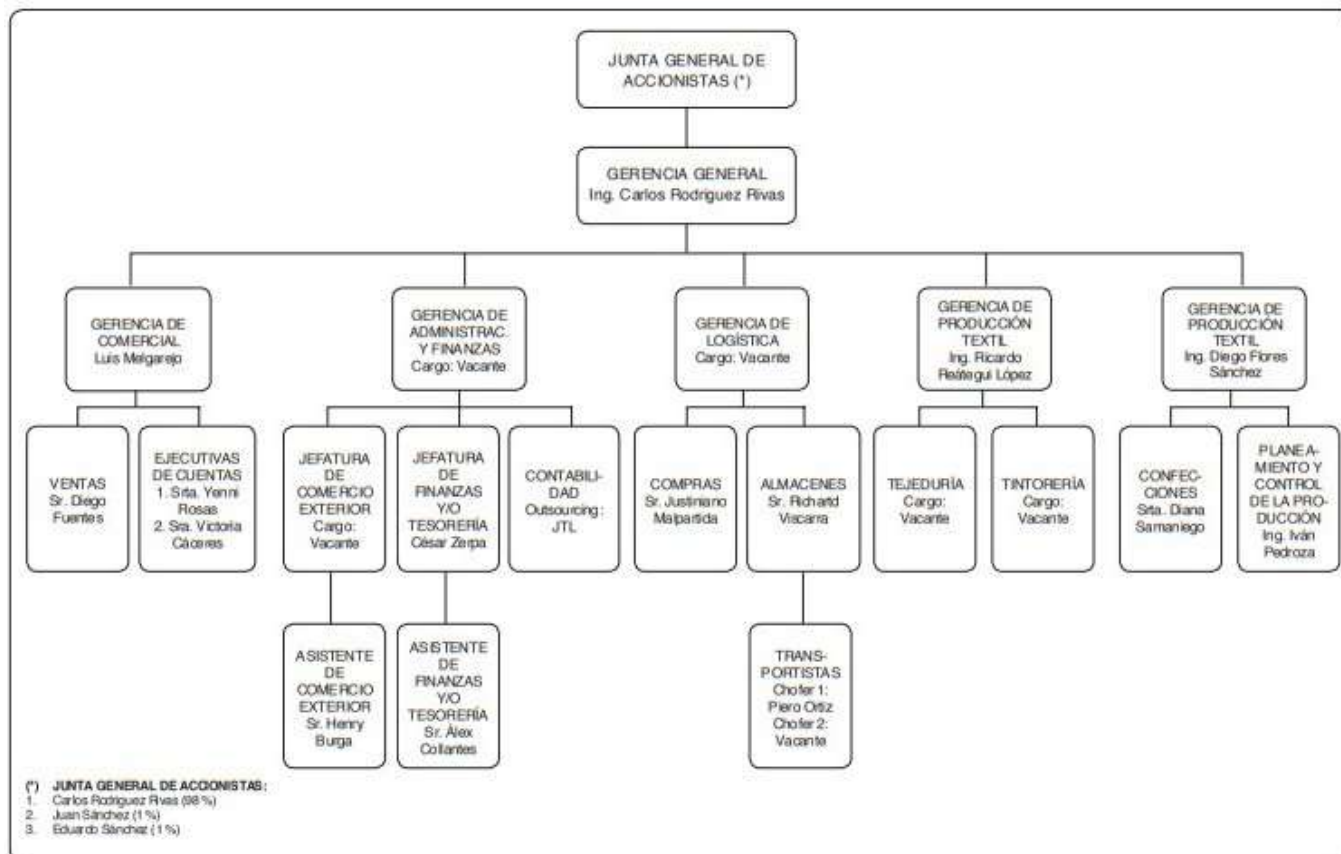 JUNTA GENERAL DE
ACCIONISTAS (*)
GERENCIA GENERAL
Ing. Carlos Rodríguez Rivas
GERENCIA DE
COMERCIAL
Luis Melgarejo
GERENCIA DE
ADMINISTRAC.
Y FINANZAS
Cargo: Vacante
GERENCIA DE
LOGÍSTICA
Cargo: Vacante
GERENCIA DE
PRODUCCIÓN
TEXTIL
Ing. Ricardo
Reátegui López
GERENCIA DE
PRODUCCIÓN
TEXTIL
Ing. Diego Flores
Sánchez
VENTAS
Sr. Diego
Fuentes
EJECUTIVAS
DE CUENTAS
1. Srta. Yenni
Rosas
2. Sra. Victoria
Cáceres
JEFATURA
DE
COMERCIO
EXTERIOR
Cargo:
Vacante
JEFATURA
DE
FINANZAS
Y/O
TESORERÍA
César Zerpa
CONTABILI-
DAD
Outsourcing:
JTL
COMPRAS
Sr. Justiniano
Malpartida
ALMACENES
Sr. Richartd
Viscarra
TEJEDURÍA
Cargo:
Vacante
TINTORERÍA
Cargo:
Vacante
CONFEC-
CIONES
Srta. Diana
Samaniego
PLANEA-
MIENTO Y
CONTROL
DE LA PRO-
DUCCIÓN
Ing. Iván
Pedroza
ASISTENTE
DE
COMERCIO
EXTERIOR
Sr. Henry
Burga
ASISTENTE
DE
FINANZAS
Y/O
TESORERÍA
Sr. Álex
Collantes
TRANS-
PORTISTAS
Chofer 1:
Piero Ortiz
Chofer 2:
Vacante
(*) JUNTA GENERAL DE ACCIONISTAS:
1. Carlos Rodríguez Rivas (98 %)
2. Juan Sánchez (1 %)
3. Eduardo Sánchez (1 %)